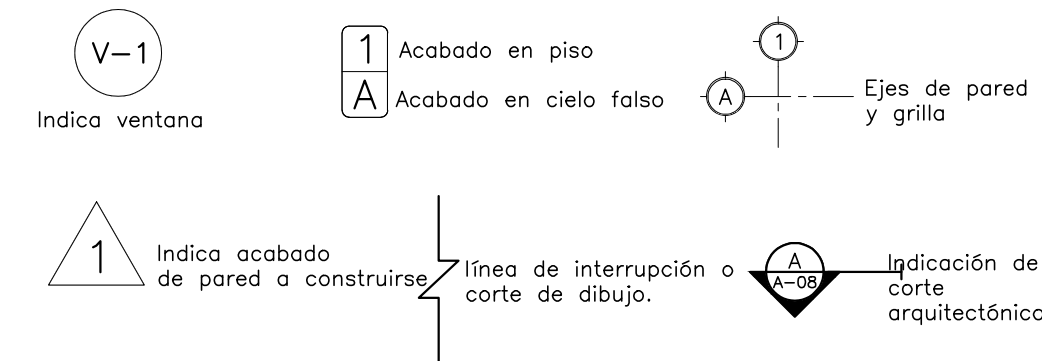 V-1
Indica ventana
1
Acabado en piso
A
Acabado en cielo falso
1
A
Ejes de pared
y grilla
1
Indica acabado
de pared a construirse
línea de interrupción o
corte de dibujo.
A
A-08
Indicación de
corte
arquitectónico